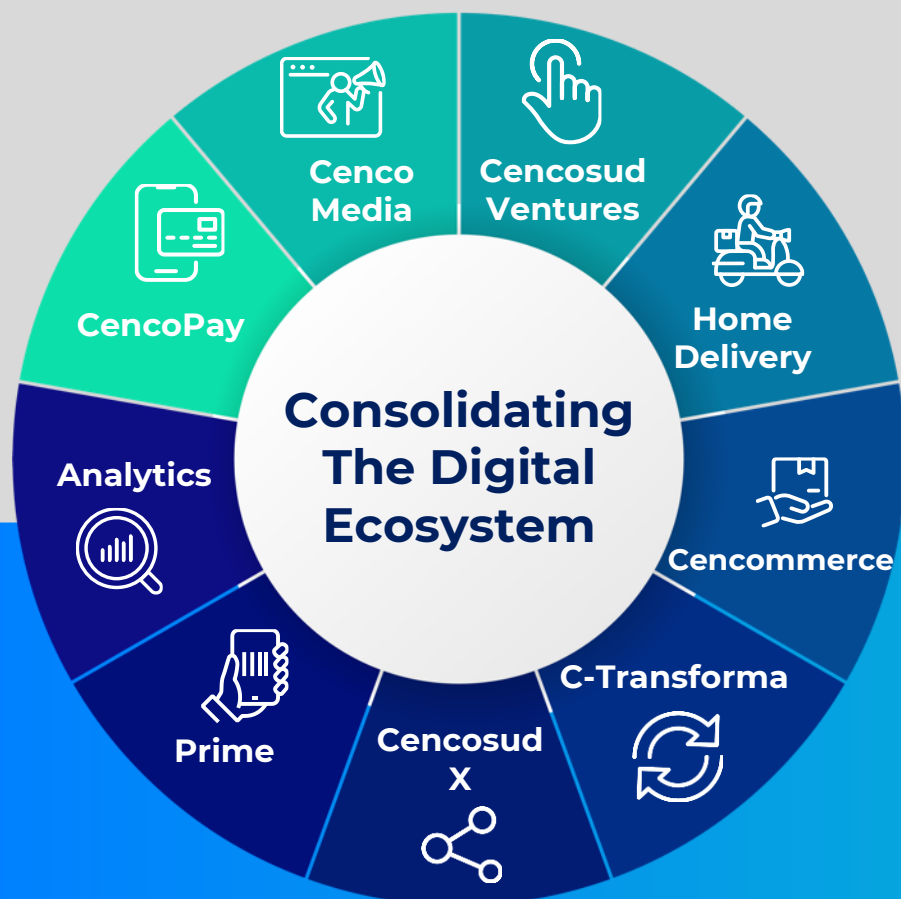 Cenco
Media
Cencosud
Ventures
CencoPay
Home
Delivery
Consolidating
The Digital
Ecosystem
Analytics
Cencommerce
C-Transforma
Prime
Cencosud
X